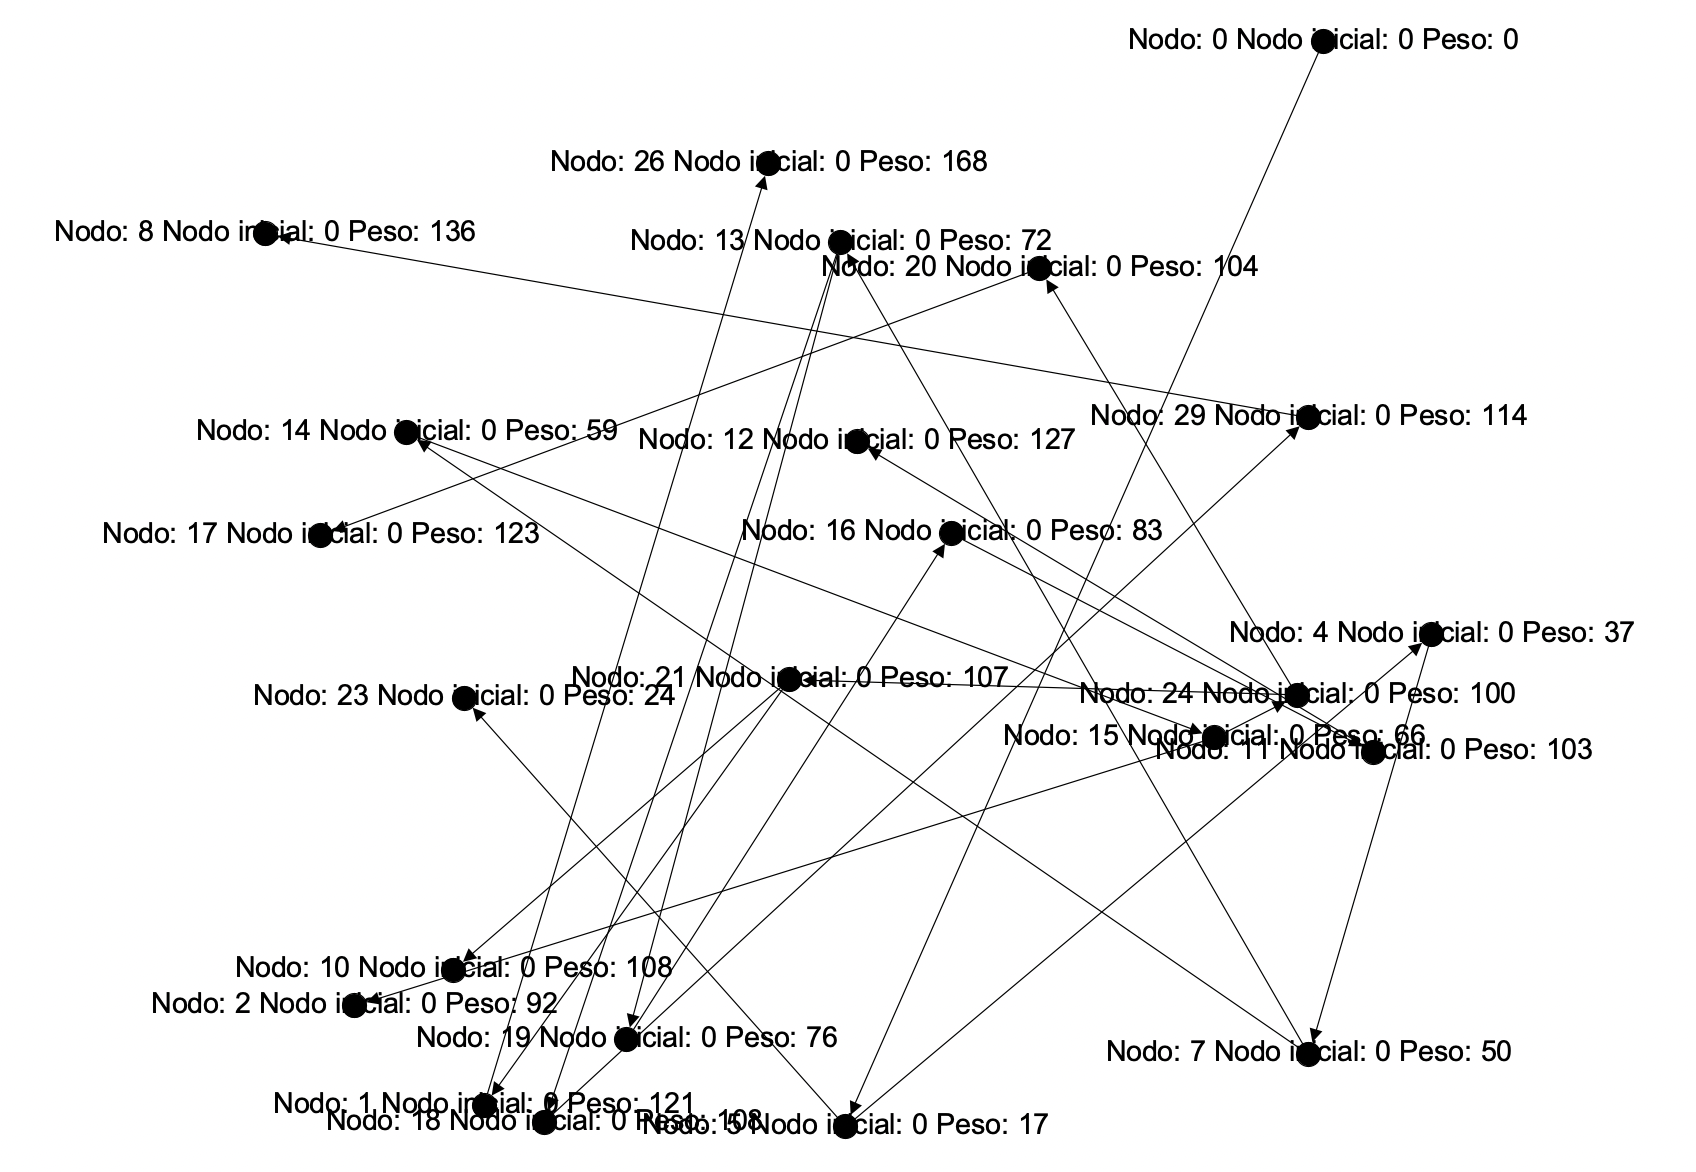 Nodo: 0 Nodo inicial: 0 Peso: 0
Nodo: 26 Nodo inicial: 0 Peso: 168
Nodo: 8 Nodo inicial: 0 Peso: 136
Nodo: 13 Nodo inicial: 0 Peso: 72
Nodo: 20 Nodo inicial: 0 Peso: 104
Nodo: 29 Nodo inicial: 0 Peso: 114
Nodo: 14 Nodo inicial: 0 Peso: 59
Nodo: 12 Nodo inicial: 0 Peso: 127
Nodo: 16 Nodo inicial: 0 Peso: 83
Nodo: 17 Nodo inicial: 0 Peso: 123
Nodo: 4 Nodo inicial: 0 Peso: 37
Nodo: 21 Nodo inicial: 0 Peso: 107
Nodo: 24 Nodo inicial: 0 Peso: 100
Nodo: 23 Nodo inicial: 0 Peso: 24
Nodo: 15 Nodo inicial: 0 Peso: 66
Nodo: 11 Nodo inicial: 0 Peso: 103
Nodo: 10 Nodo inicial: 0 Peso: 108
Nodo: 2 Nodo inicial: 0 Peso: 92
Nodo: 19 Nodo inicial: 0 Peso: 76
Nodo: 7 Nodo inicial: 0 Peso: 50
Nodo: 1 Nodo inicial: 0 Peso: 121
Nodo: 18 Nodo inicial: 0 Peso: 108
Nodo: 5 Nodo inicial: 0 Peso: 17